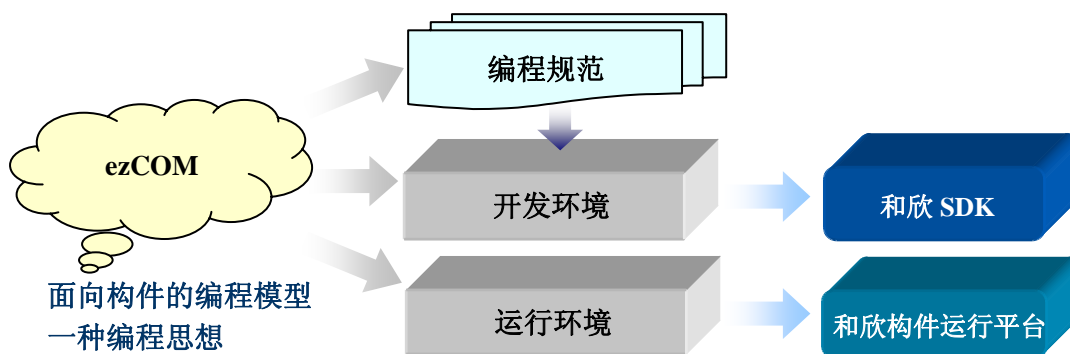 编程规范
ezCOM
开发环境
和欣 SDK
面向构件的编程模型
一种编程思想
运行环境
和欣构件运行平台